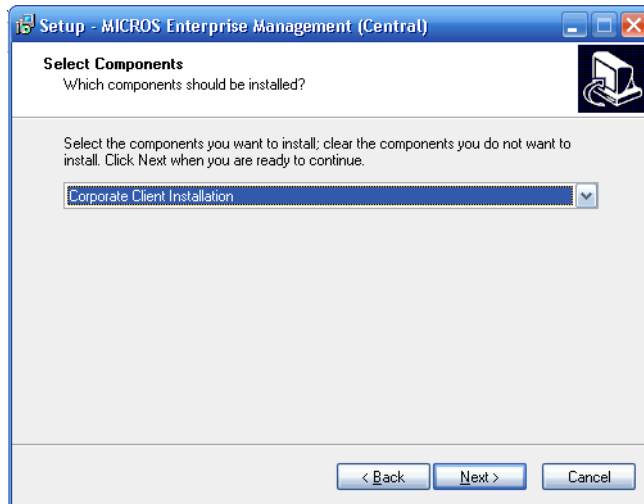 Setup - MICROS Enterprise Management (Central)
Select Components
Which components should be installed?
Select the components you want to install; clear the components you do not want to
install. Click Next when you are ready to continue.
Corporate Client Installation
< Back
Next >
Cancel